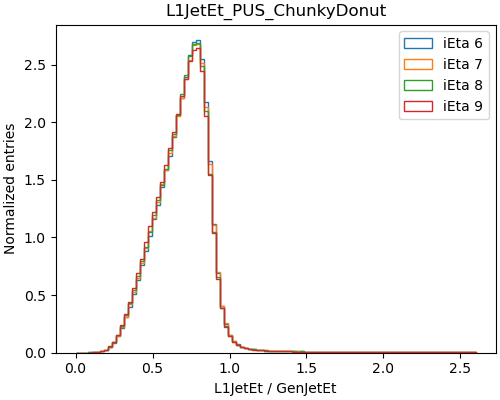 L1JetEt_PUS_ChunkyDonut
iEta 6
iEta 7
iEta 8
iEta 9
Normalized entries
2.5
2.0
1.5
1.0
0.5
0.0
0.0 0.5 1.0 1.5 2.0 2.5
L1JetEt / GenJetEt